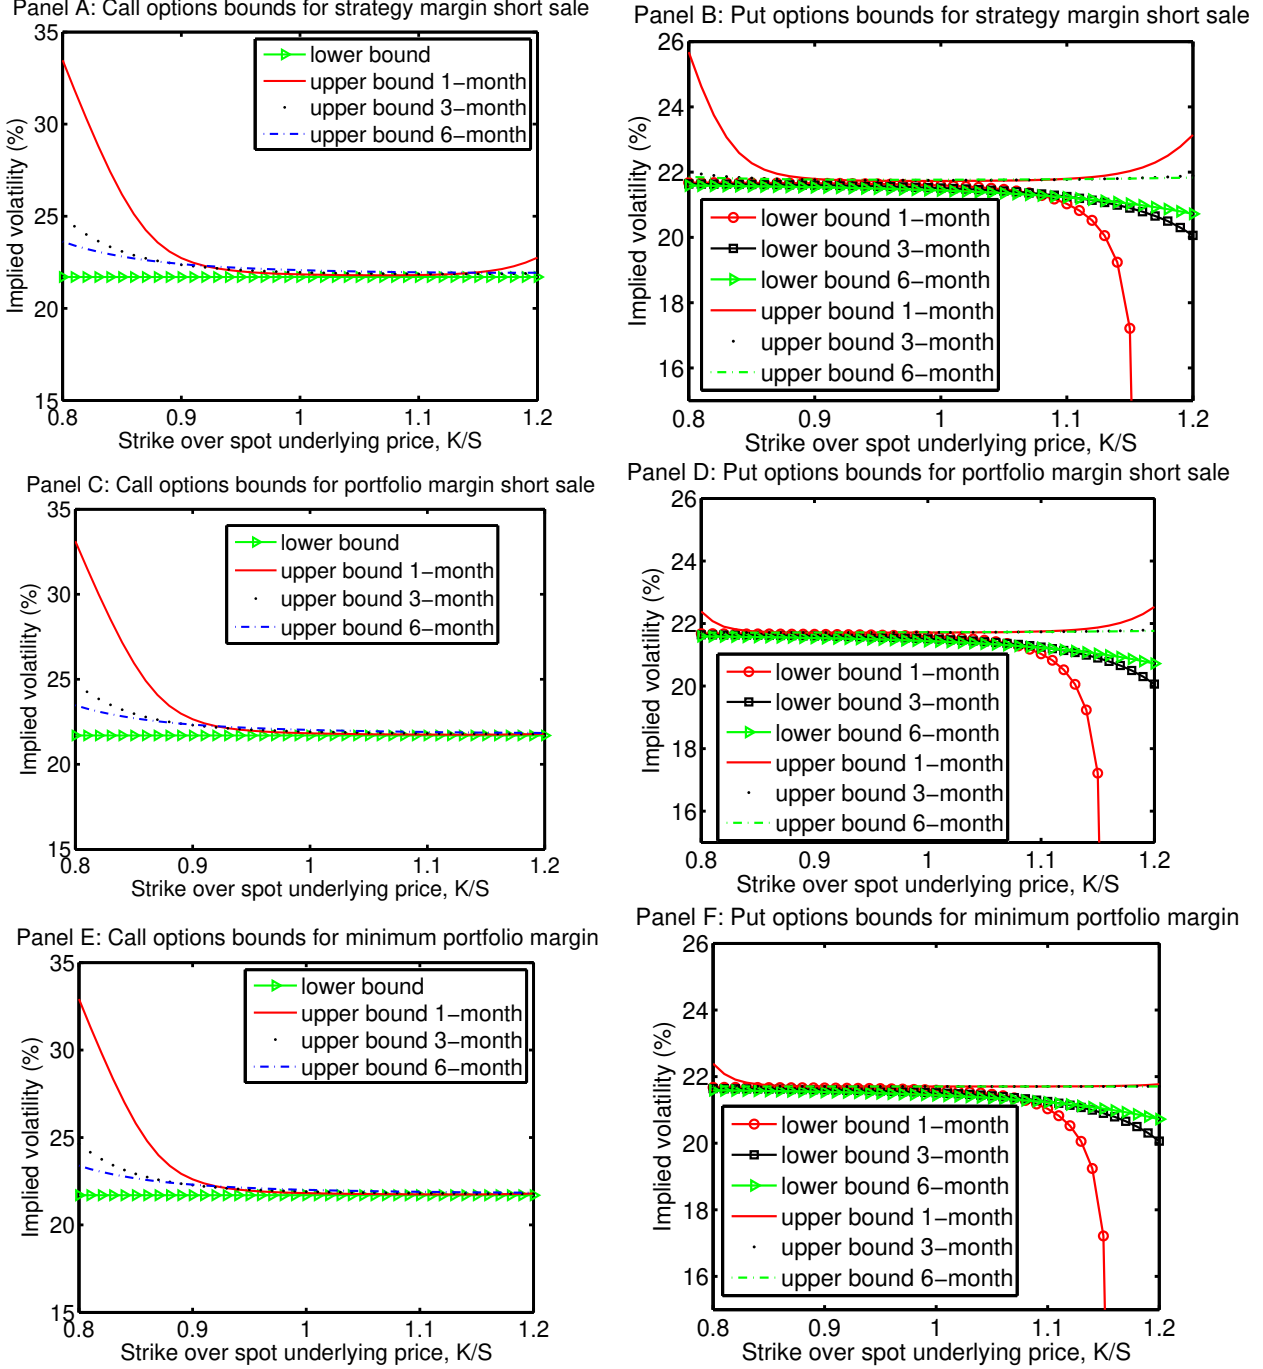 Panel A: Call options bounds for strategy margin short sale
35
30
25
20
15
0.8
0.9
1
1.1
1.2
Implied volatility (%)
Strike over spot underlying price, K/S
lower bound
upper bound 1−month
upper bound 3−month
upper bound 6−month
Panel B: Put options bounds for strategy margin short sale
26
24
22
20
18
16
0.8
0.9
1
1.1
1.2
Implied volatility (%)
Strike over spot underlying price, K/S
lower bound 1−month
lower bound 3−month
lower bound 6−month
upper bound 1−month
upper bound 3−month
upper bound 6−month
Panel C: Call options bounds for portfolio margin short sale
35
30
25
20
15
0.8
0.9
1
1.1
1.2
Implied volatility (%)
Strike over spot underlying price, K/S
lower bound
upper bound 1−month
upper bound 3−month
upper bound 6−month
Panel D: Put options bounds for portfolio margin short sale
26
24
22
20
18
16
0.8
0.9
1
1.1
1.2
Implied volatility (%)
Strike over spot underlying price, K/S
lower bound 1−month
lower bound 3−month
lower bound 6−month
upper bound 1−month
upper bound 3−month
upper bound 6−month
Panel E: Call options bounds for minimum portfolio margin
35
30
25
20
15
0.8
0.9
1
1.1
1.2
Implied volatility (%)
Strike over spot underlying price, K/S
lower bound
upper bound 1−month
upper bound 3−month
upper bound 6−month
Panel F: Put options bounds for minimum portfolio margin
26
24
22
20
18
16
0.8
0.9
1
1.1
1.2
Implied volatility (%)
Strike over spot underlying price, K/S
lower bound 1−month
lower bound 3−month
lower bound 6−month
upper bound 1−month
upper bound 3−month
upper bound 6−month